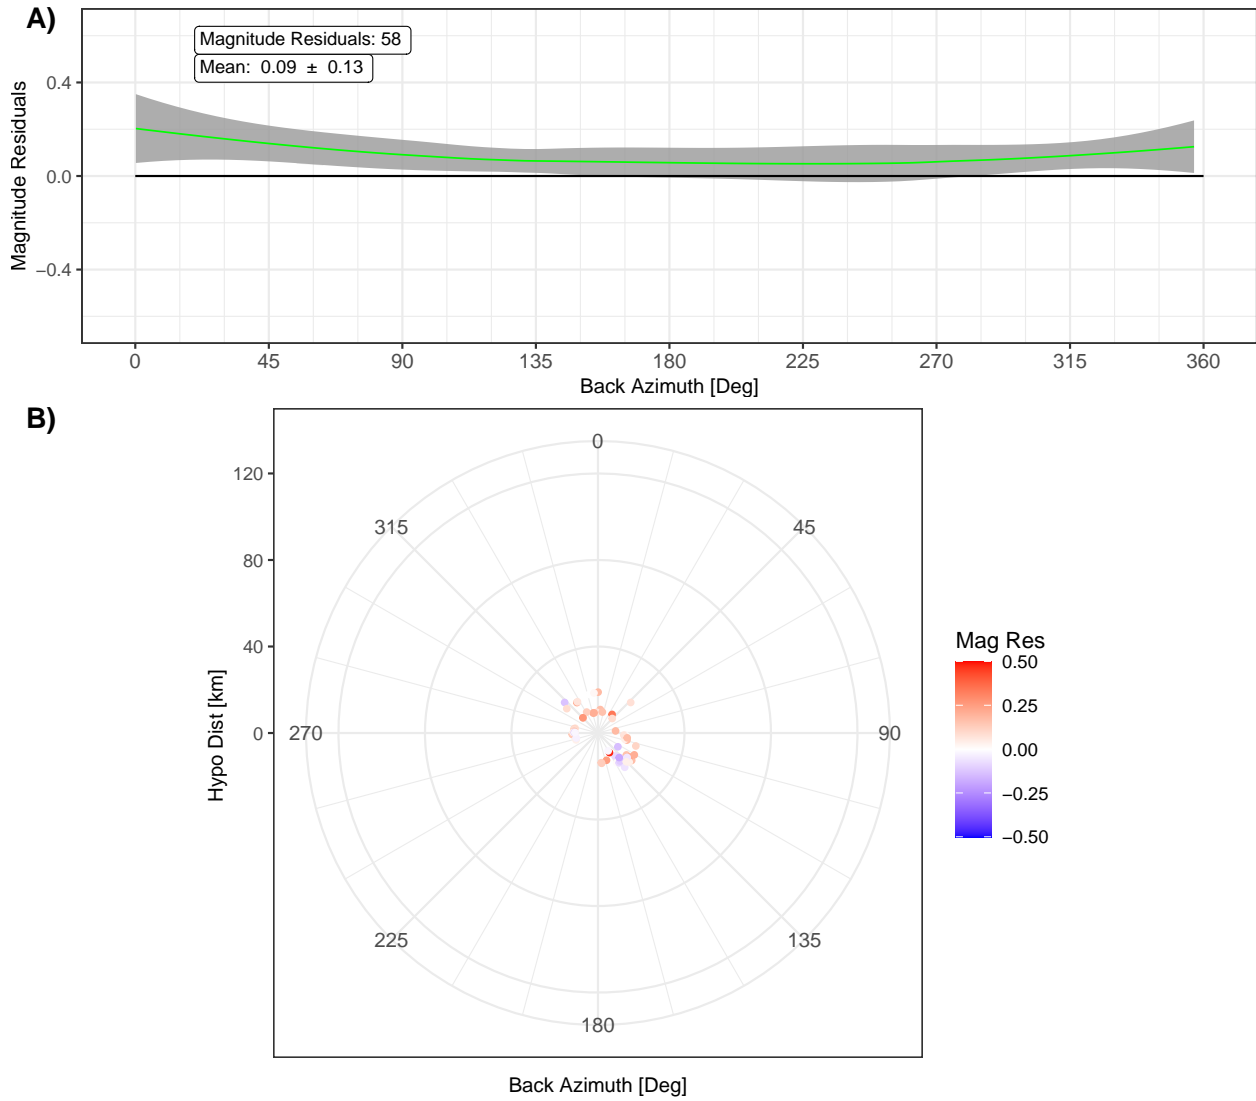 A)
Magnitude Residuals: 58
Mean:  0.09  ±  0.13
Magnitude Residuals
0.4
0.0
−0.4
0 45 90 135 180 225 270 315 360
Back Azimuth [Deg]
B)
Hypo Dist [km]
120
80
40
0
0
45
90
135
180
225
270
315
Back Azimuth [Deg]
Mag Res
0.50
0.25
0.00
−0.25
−0.50